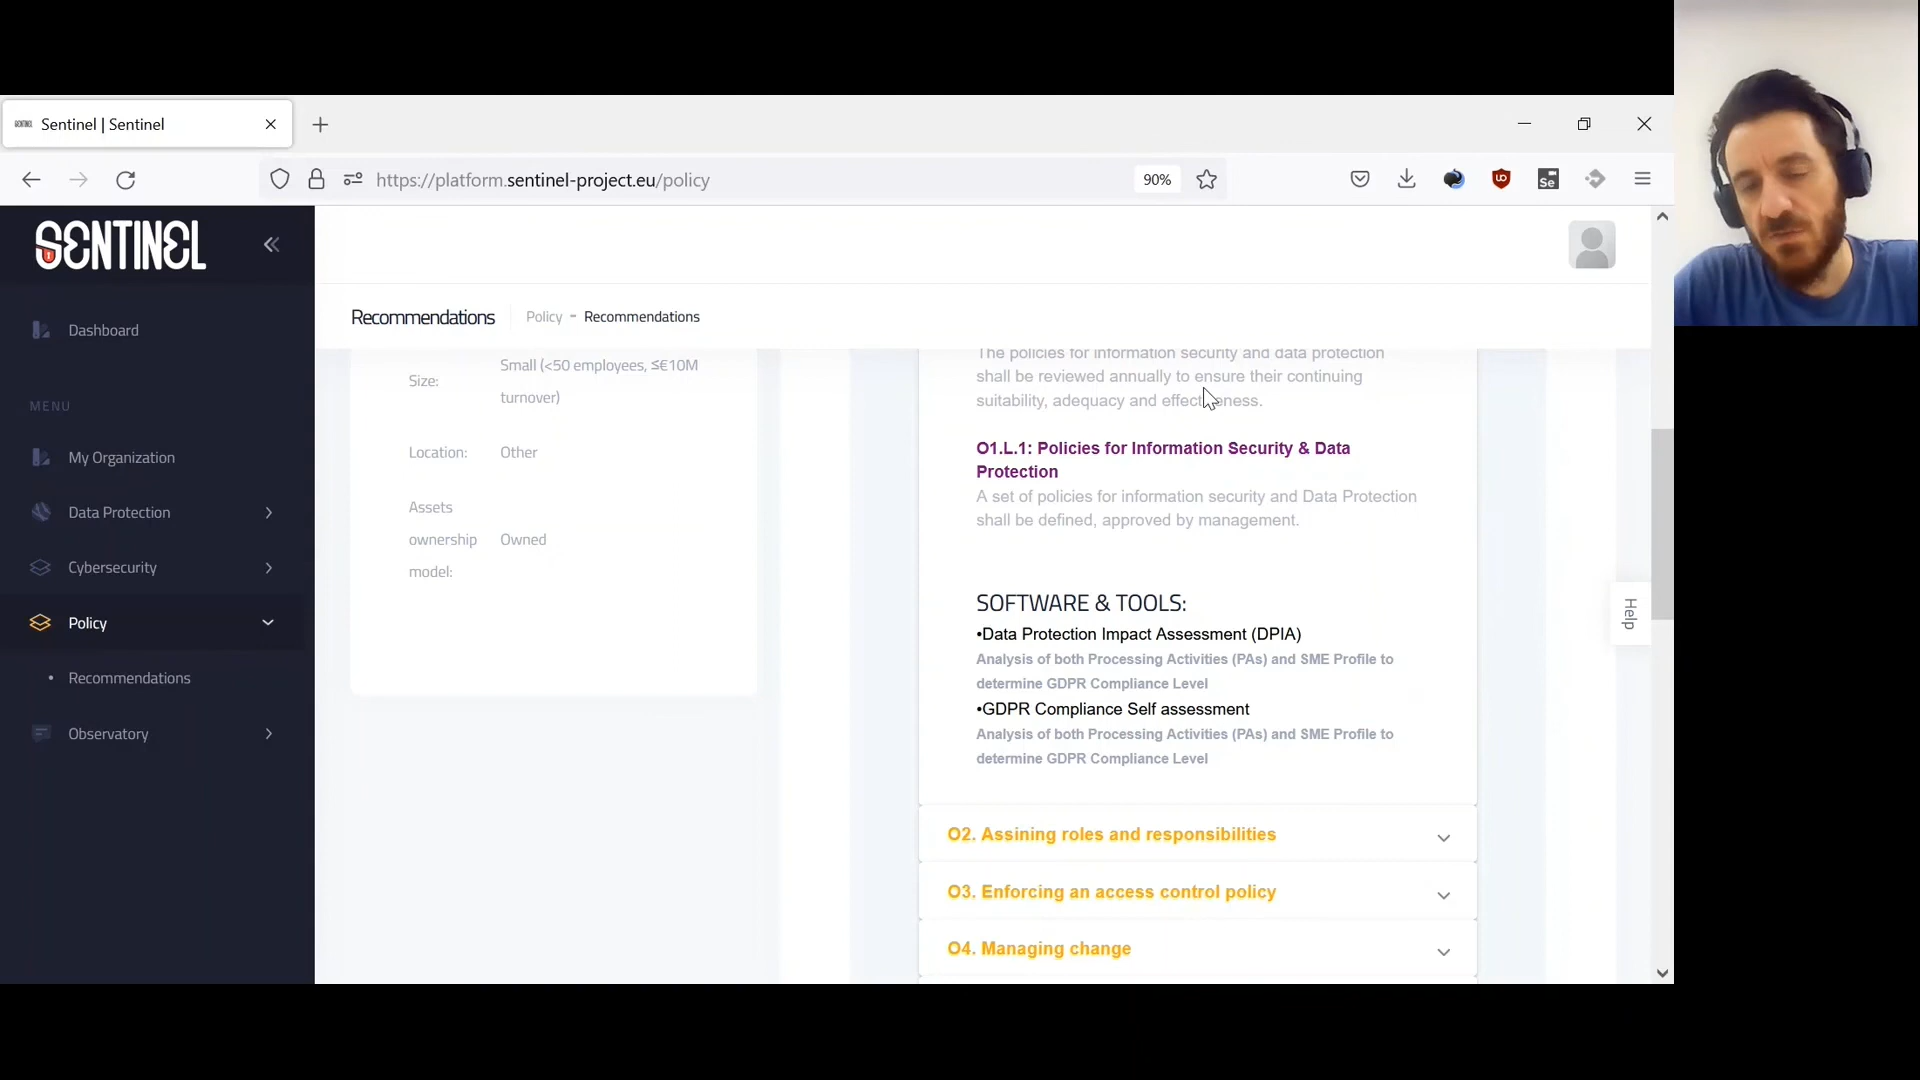 Sentinel | Sentinel
https://platform.sentinel-project.eu/policy
90%
SENTINEL
Dashboard
MENU
My Organization
Data Protection
Cybersecurity
Policy
Recommendations
Observatory
Recommendations
Policy - Recommendations
Size:
Small (<50 employees, ≤€10M
turnover)
Location:
Other
Assets
ownership
model:
Owned
The policies for information security and data protection
shall be reviewed annually to ensure their continuing
suitability, adequacy and effectiveness.
O1.L.1: Policies for Information Security & Data
Protection
A set of policies for information security and Data Protection
shall be defined, approved by management.
SOFTWARE & TOOLS:
•Data Protection Impact Assessment (DPIA)
Analysis of both Processing Activities (PAs) and SME Profile to
determine GDPR Compliance Level
•GDPR Compliance Self assessment
Analysis of both Processing Activities (PAs) and SME Profile to
determine GDPR Compliance Level
O2. Assining roles and responsibilities
O3. Enforcing an access control policy
O4. Managing change
Help
Se